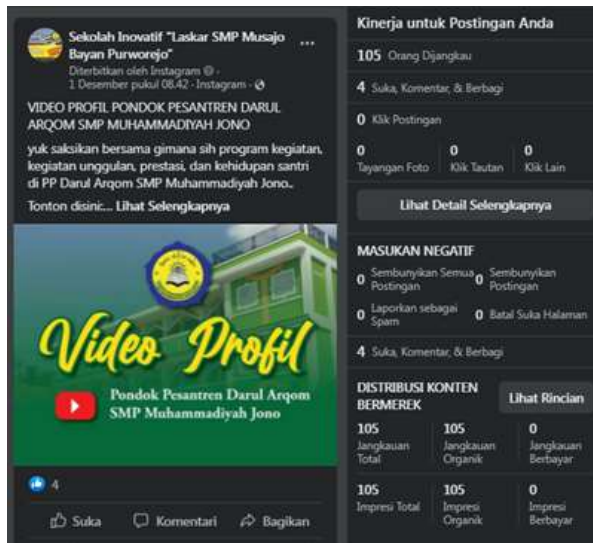 Sekolah Inovatif "Laskar SMP Musajo
Bayan Purworejo"
Diterbitkan oleh Instagram
1 Desember pukul 08.42 · Instagram ·
VIDEO PROFIL PONDOK PESANTREN DARUL
ARQOM SMP MUHAMMADIYAH JONO
yuk saksikan bersama gimana sih program kegiatan,
kegiatan unggulan, prestasi, dan kehidupan santri
di PP Darul Arqom SMP Muhammadiyah Jono..
Tonton disini:... Lihat Selengkapnya
Video Profil
Pondok Pesantren Darul Arqom
SMP Muhammadiyah Jono
4
Suka Komentari Bagikan
Kinerja untuk Postingan Anda
105 Orang Dijangkau
4 Suka, Komentar, & Berbagi
0 Klik Postingan
0 0 0
Tayangan Foto Klik Tautan Klik Lain
Lihat Detail Selengkapnya
MASUKAN NEGATIF
0 Sembunyikan Semua Postingan
0 Sembunyikan Postingan
0 Laporkan sebagai Spam
0 Batal Suka Halaman
4 Suka, Komentar, & Berbagi
DISTRIBUSI KONTEN
BERMEREK
Lihat Rincian
105 105 0
Jangkauan Total Jangkauan Organik Jangkauan Berbayar
105 105 0
Impresi Total Impresi Organik Impresi Berbayar